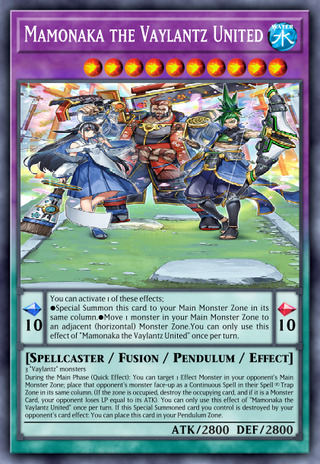 Mamonaka the Vaylantz United
WATER
水
You can activate 1 of these effects;
●Special Summon this card to your Main Monster Zone in its
same column.●Move 1 monster in your Main Monster Zone to
an adjacent (horizontal) Monster Zone.You can only use this
effect of "Mamonaka the Vaylantz United" once per turn.
10
10
[Spellcaster / Fusion / Pendulum / Effect]
3 "Vaylantz" monsters
During the Main Phase (Quick Effect): You can target 1 Effect Monster in your opponent's Main
Monster Zone; place that opponent's monster face-up as a Continuous Spell in their Spell & Trap
Zone in its same column. (If the zone is occupied, destroy the occupying card, and if it is a Monster
Card, your opponent loses LP equal to its ATK). You can only use this effect of "Mamonaka the
Vaylantz United" once per turn. If this Special Summoned card you control is destroyed by your
opponent's card effect: You can place this card in your Pendulum Zone.
ATK/2800 DEF/2800